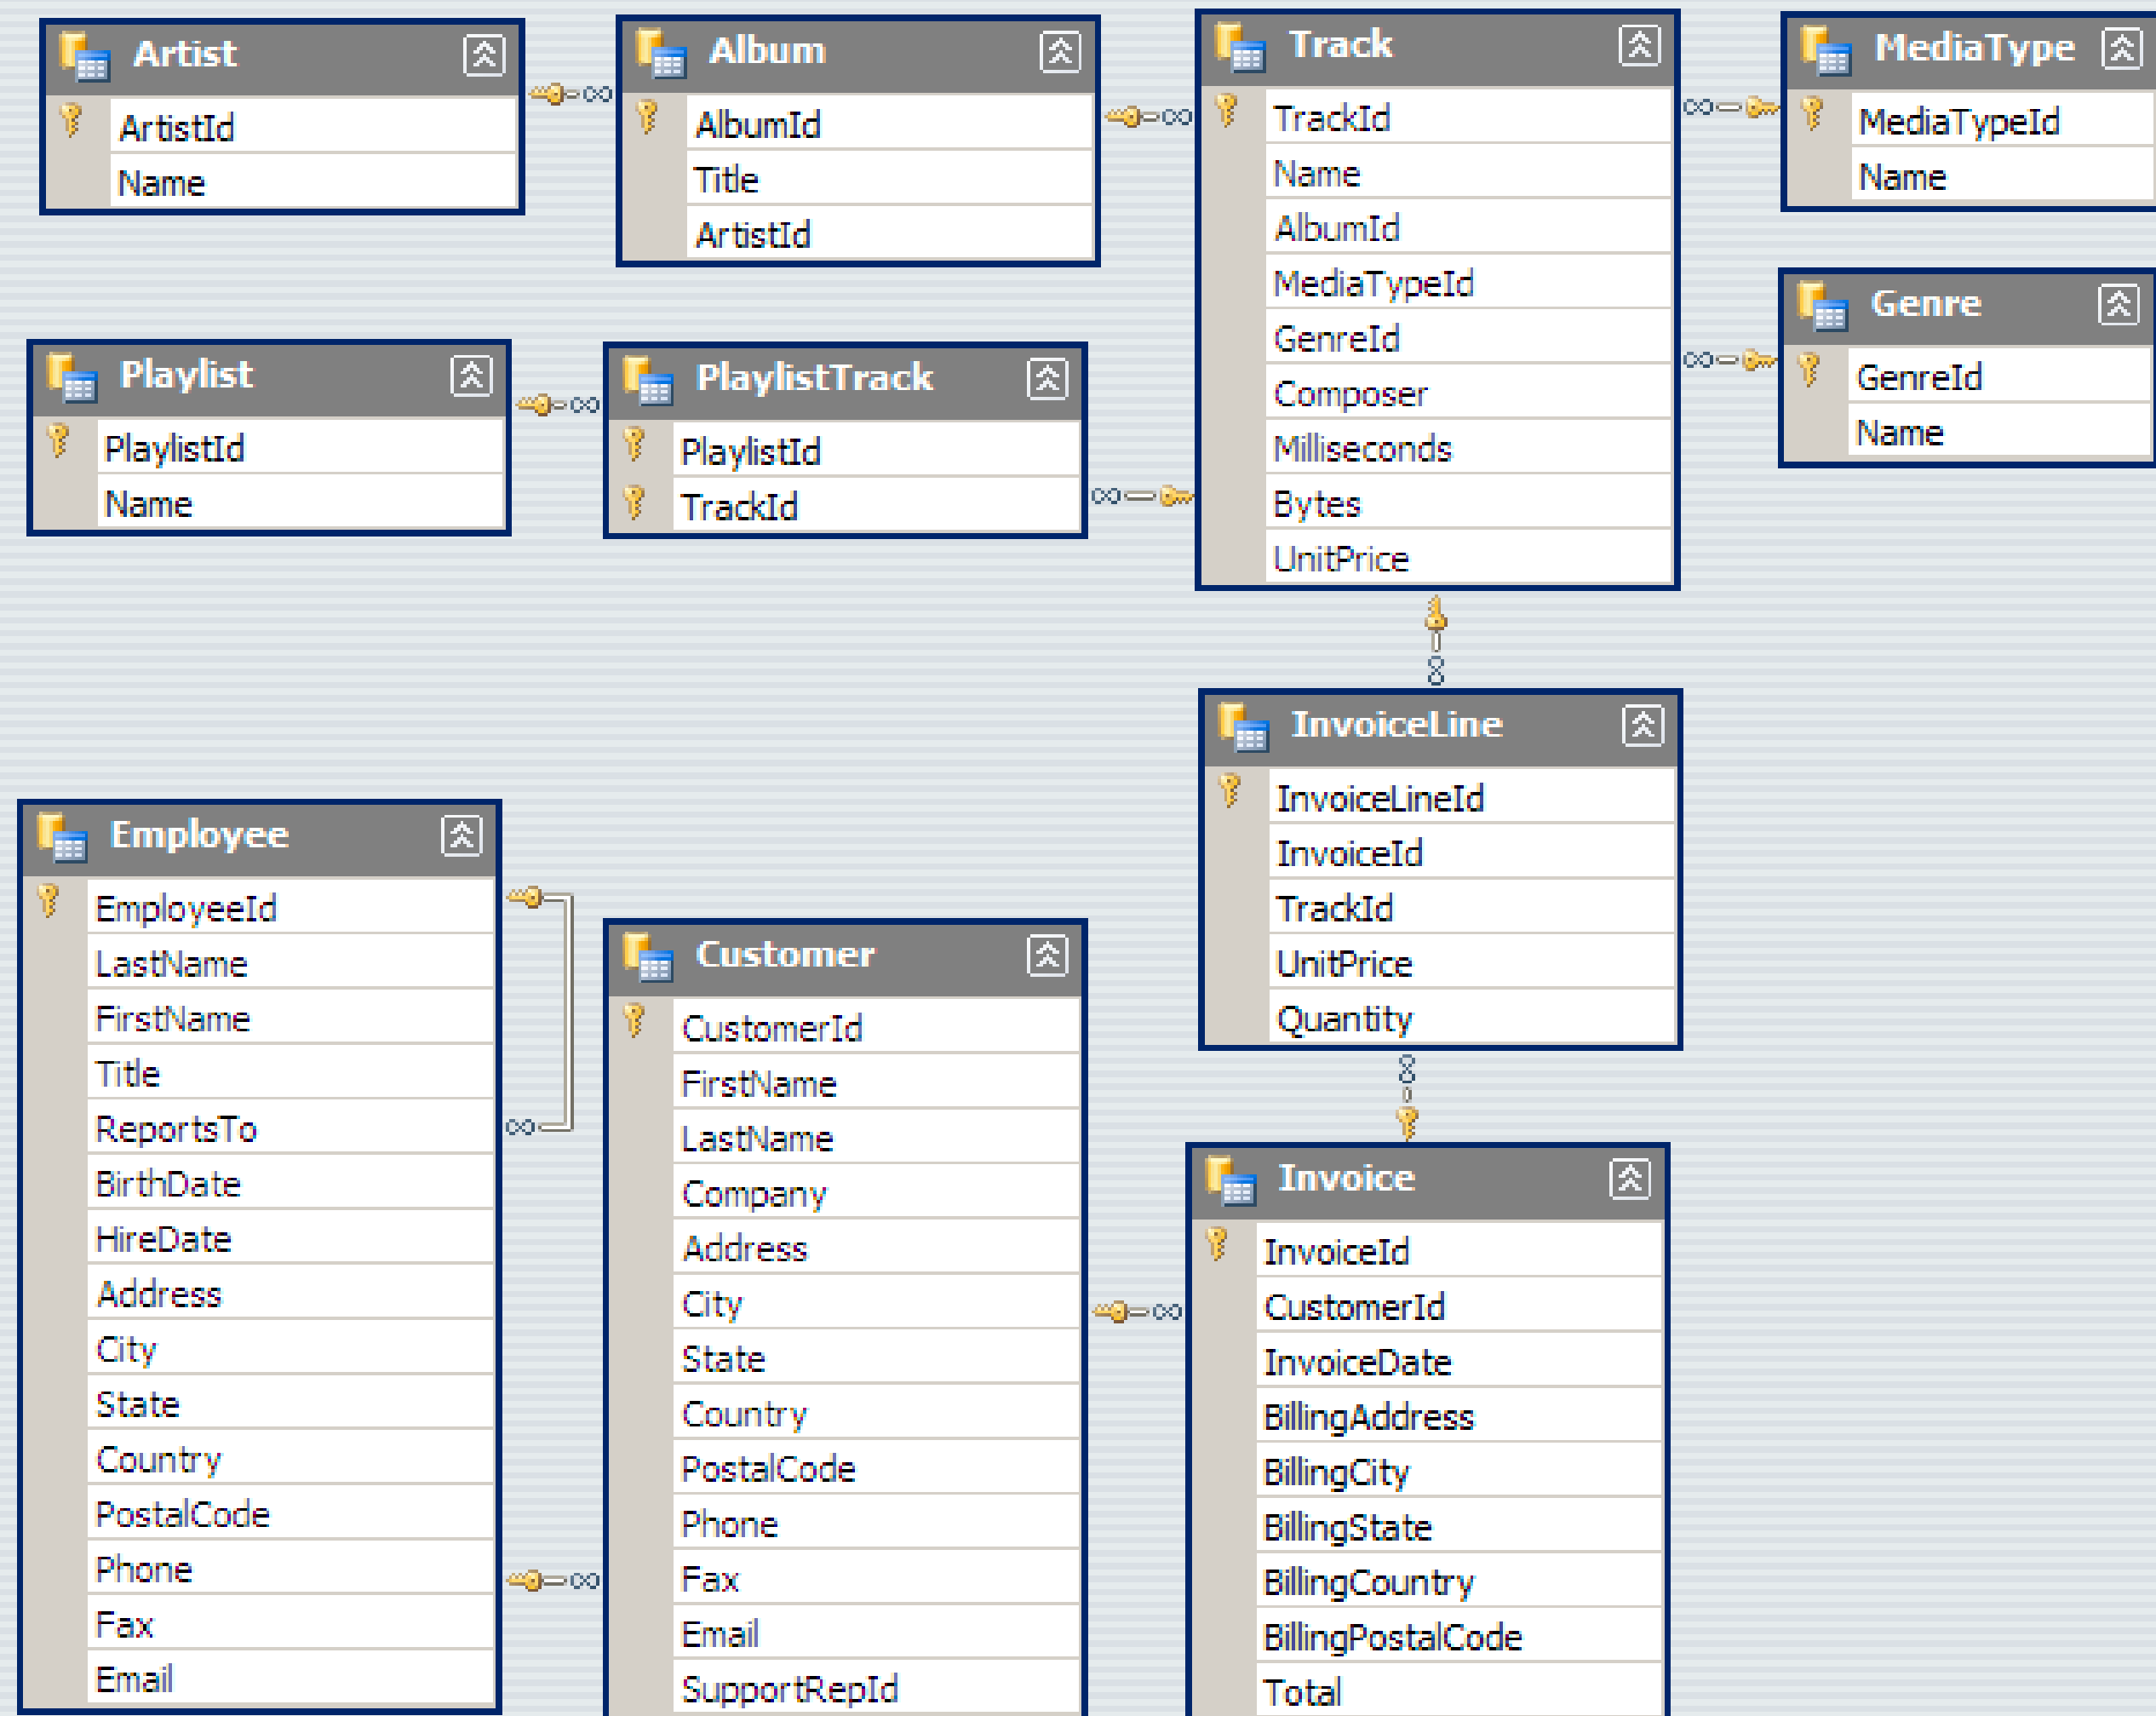 Artist
ArtistId
Name
Album
AlbumId
Title
ArtistId
Track
TrackId
Name
AlbumId
MediaTypeId
GenreId
Composer
Milliseconds
Bytes
UnitPrice
MediaType
MediaTypeId
Name
Genre
GenreId
Name
Playlist
PlaylistId
Name
PlaylistTrack
PlaylistId
TrackId
InvoiceLine
InvoiceLineId
InvoiceId
TrackId
UnitPrice
Quantity
Employee
EmployeeId
LastName
FirstName
Title
ReportsTo
BirthDate
HireDate
Address
City
State
Country
PostalCode
Phone
Fax
Email
Customer
CustomerId
FirstName
LastName
Company
Address
City
State
Country
PostalCode
Phone
Fax
Email
SupportRepId
Invoice
InvoiceId
CustomerId
InvoiceDate
BillingAddress
BillingCity
BillingState
BillingCountry
BillingPostalCode
Total